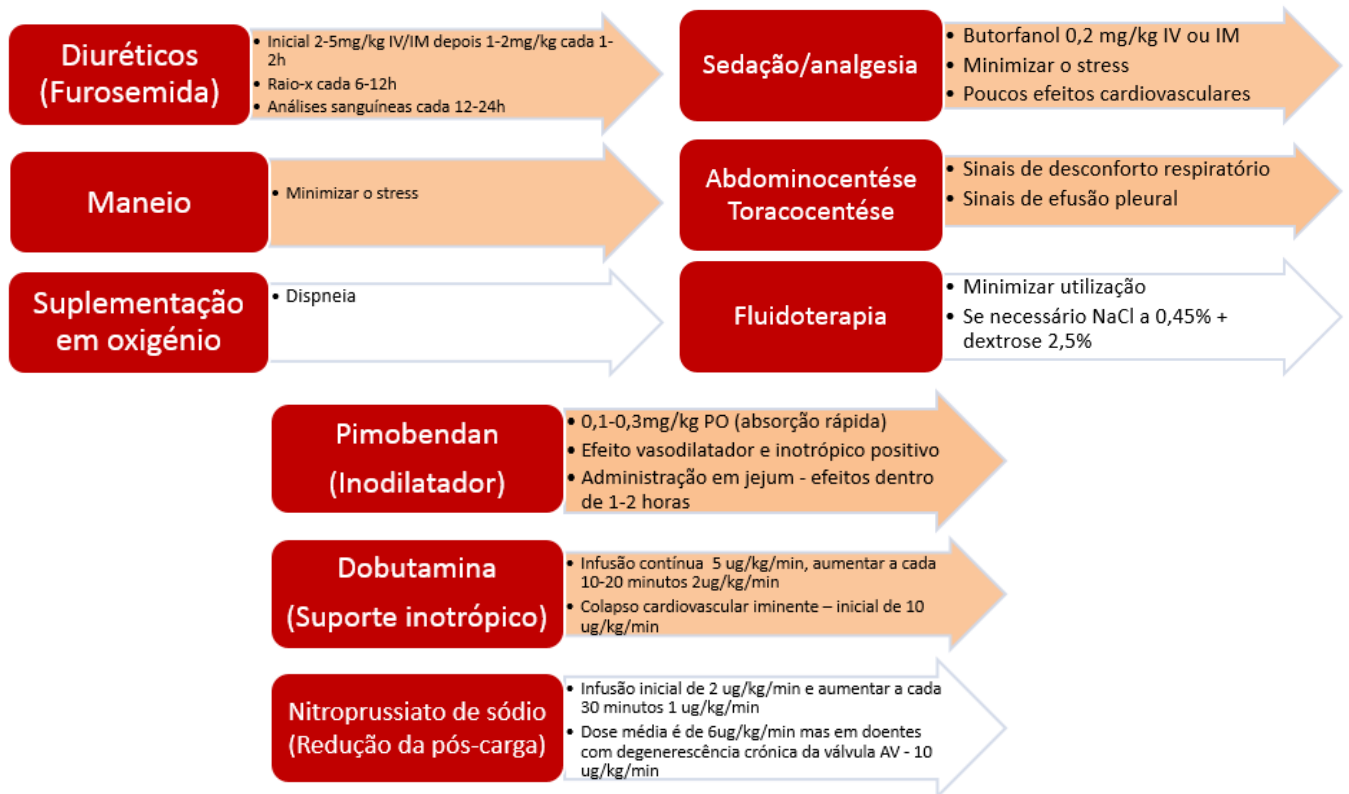 Diuréticos
(Furosemida)
• Inicial 2-5mg/kg IV/IM depois 1-2mg/kg cada 1-
2h
• Raio-x cada 6-12h
• Análises sanguíneas cada 12-24h
Sedação/analgesia
• Butorfanol 0,2 mg/kg IV ou IM
• Minimizar o stress
• Poucos efeitos cardiovasculares
Maneio
• Minimizar o stress
Abdominocentése
Toracocentése
• Sinais de desconforto respiratório
• Sinais de efusão pleural
Suplementação
em oxigénio
• Dispneia
Fluidoterapia
• Minimizar utilização
• Se necessário NaCl a 0,45% +
dextrose 2,5%
Pimobendan
(Inodilatador)
• 0,1-0,3mg/kg PO (absorção rápida)
• Efeito vasodilatador e inotrópico positivo
• Administração em jejum - efeitos dentro
de 1-2 horas
Dobutamina
(Suporte inotrópico)
• Infusão contínua 5 ug/kg/min, aumentar a cada
10-20 minutos 2ug/kg/min
• Colapso cardiovascular iminente – inicial de 10
ug/kg/min
Nitroprussiato de sódio
(Redução da pós-carga)
• Infusão inicial de 2 ug/kg/min e aumentar a cada
30 minutos 1 ug/kg/min
• Dose média é de 6ug/kg/min mas em doentes
com degenerescência crónica da válvula AV - 10
ug/kg/min